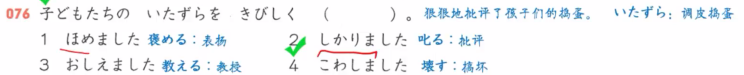 076 子どもたちの いたずらを きびしく （　　　）。 狠狠地批评了孩子们的捣蛋。 いたずら：调皮捣蛋
1 ほめました 褒める：表扬 2 しかりました 叱る：批评
3 おしえました 教える：教授 4 こわしました 壊す：搞坏